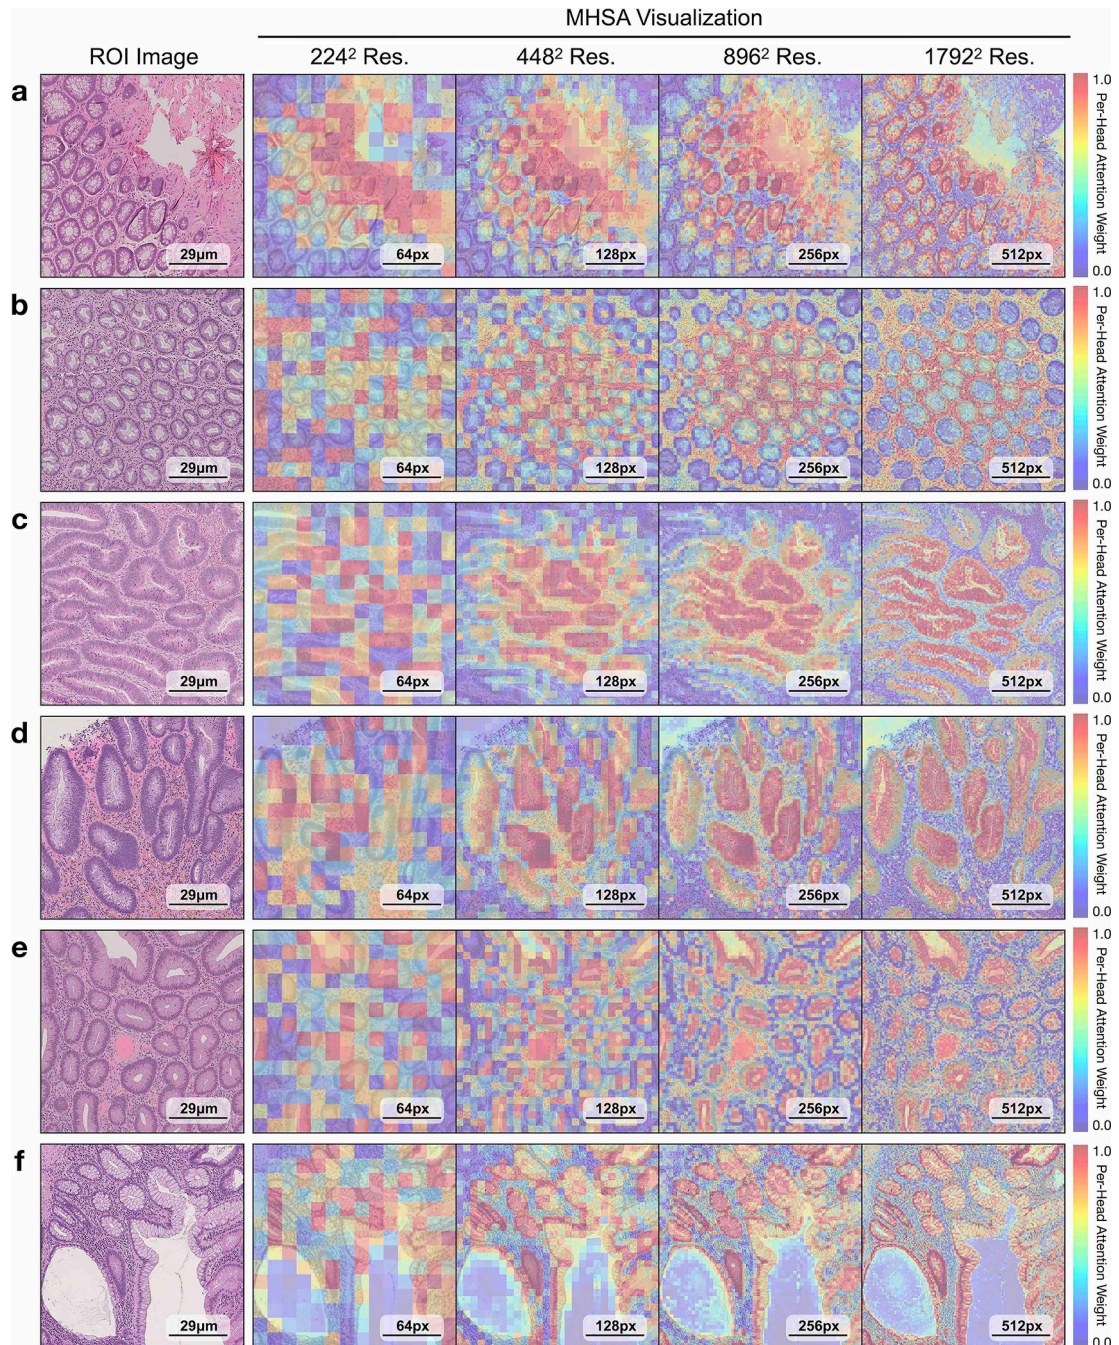 MHSA Visualization
ROI Image
224² Res.
448² Res.
896² Res.
1792² Res.
a
29µm
64px
128px
256px
512px
1.0
Per-Head Attention Weight
0.0
b
29µm
64px
128px
256px
512px
1.0
Per-Head Attention Weight
0.0
c
29µm
64px
128px
256px
512px
1.0
Per-Head Attention Weight
0.0
d
29µm
64px
128px
256px
512px
1.0
Per-Head Attention Weight
0.0
e
29µm
64px
128px
256px
512px
1.0
Per-Head Attention Weight
0.0
f
29µm
64px
128px
256px
512px
1.0
Per-Head Attention Weight
0.0